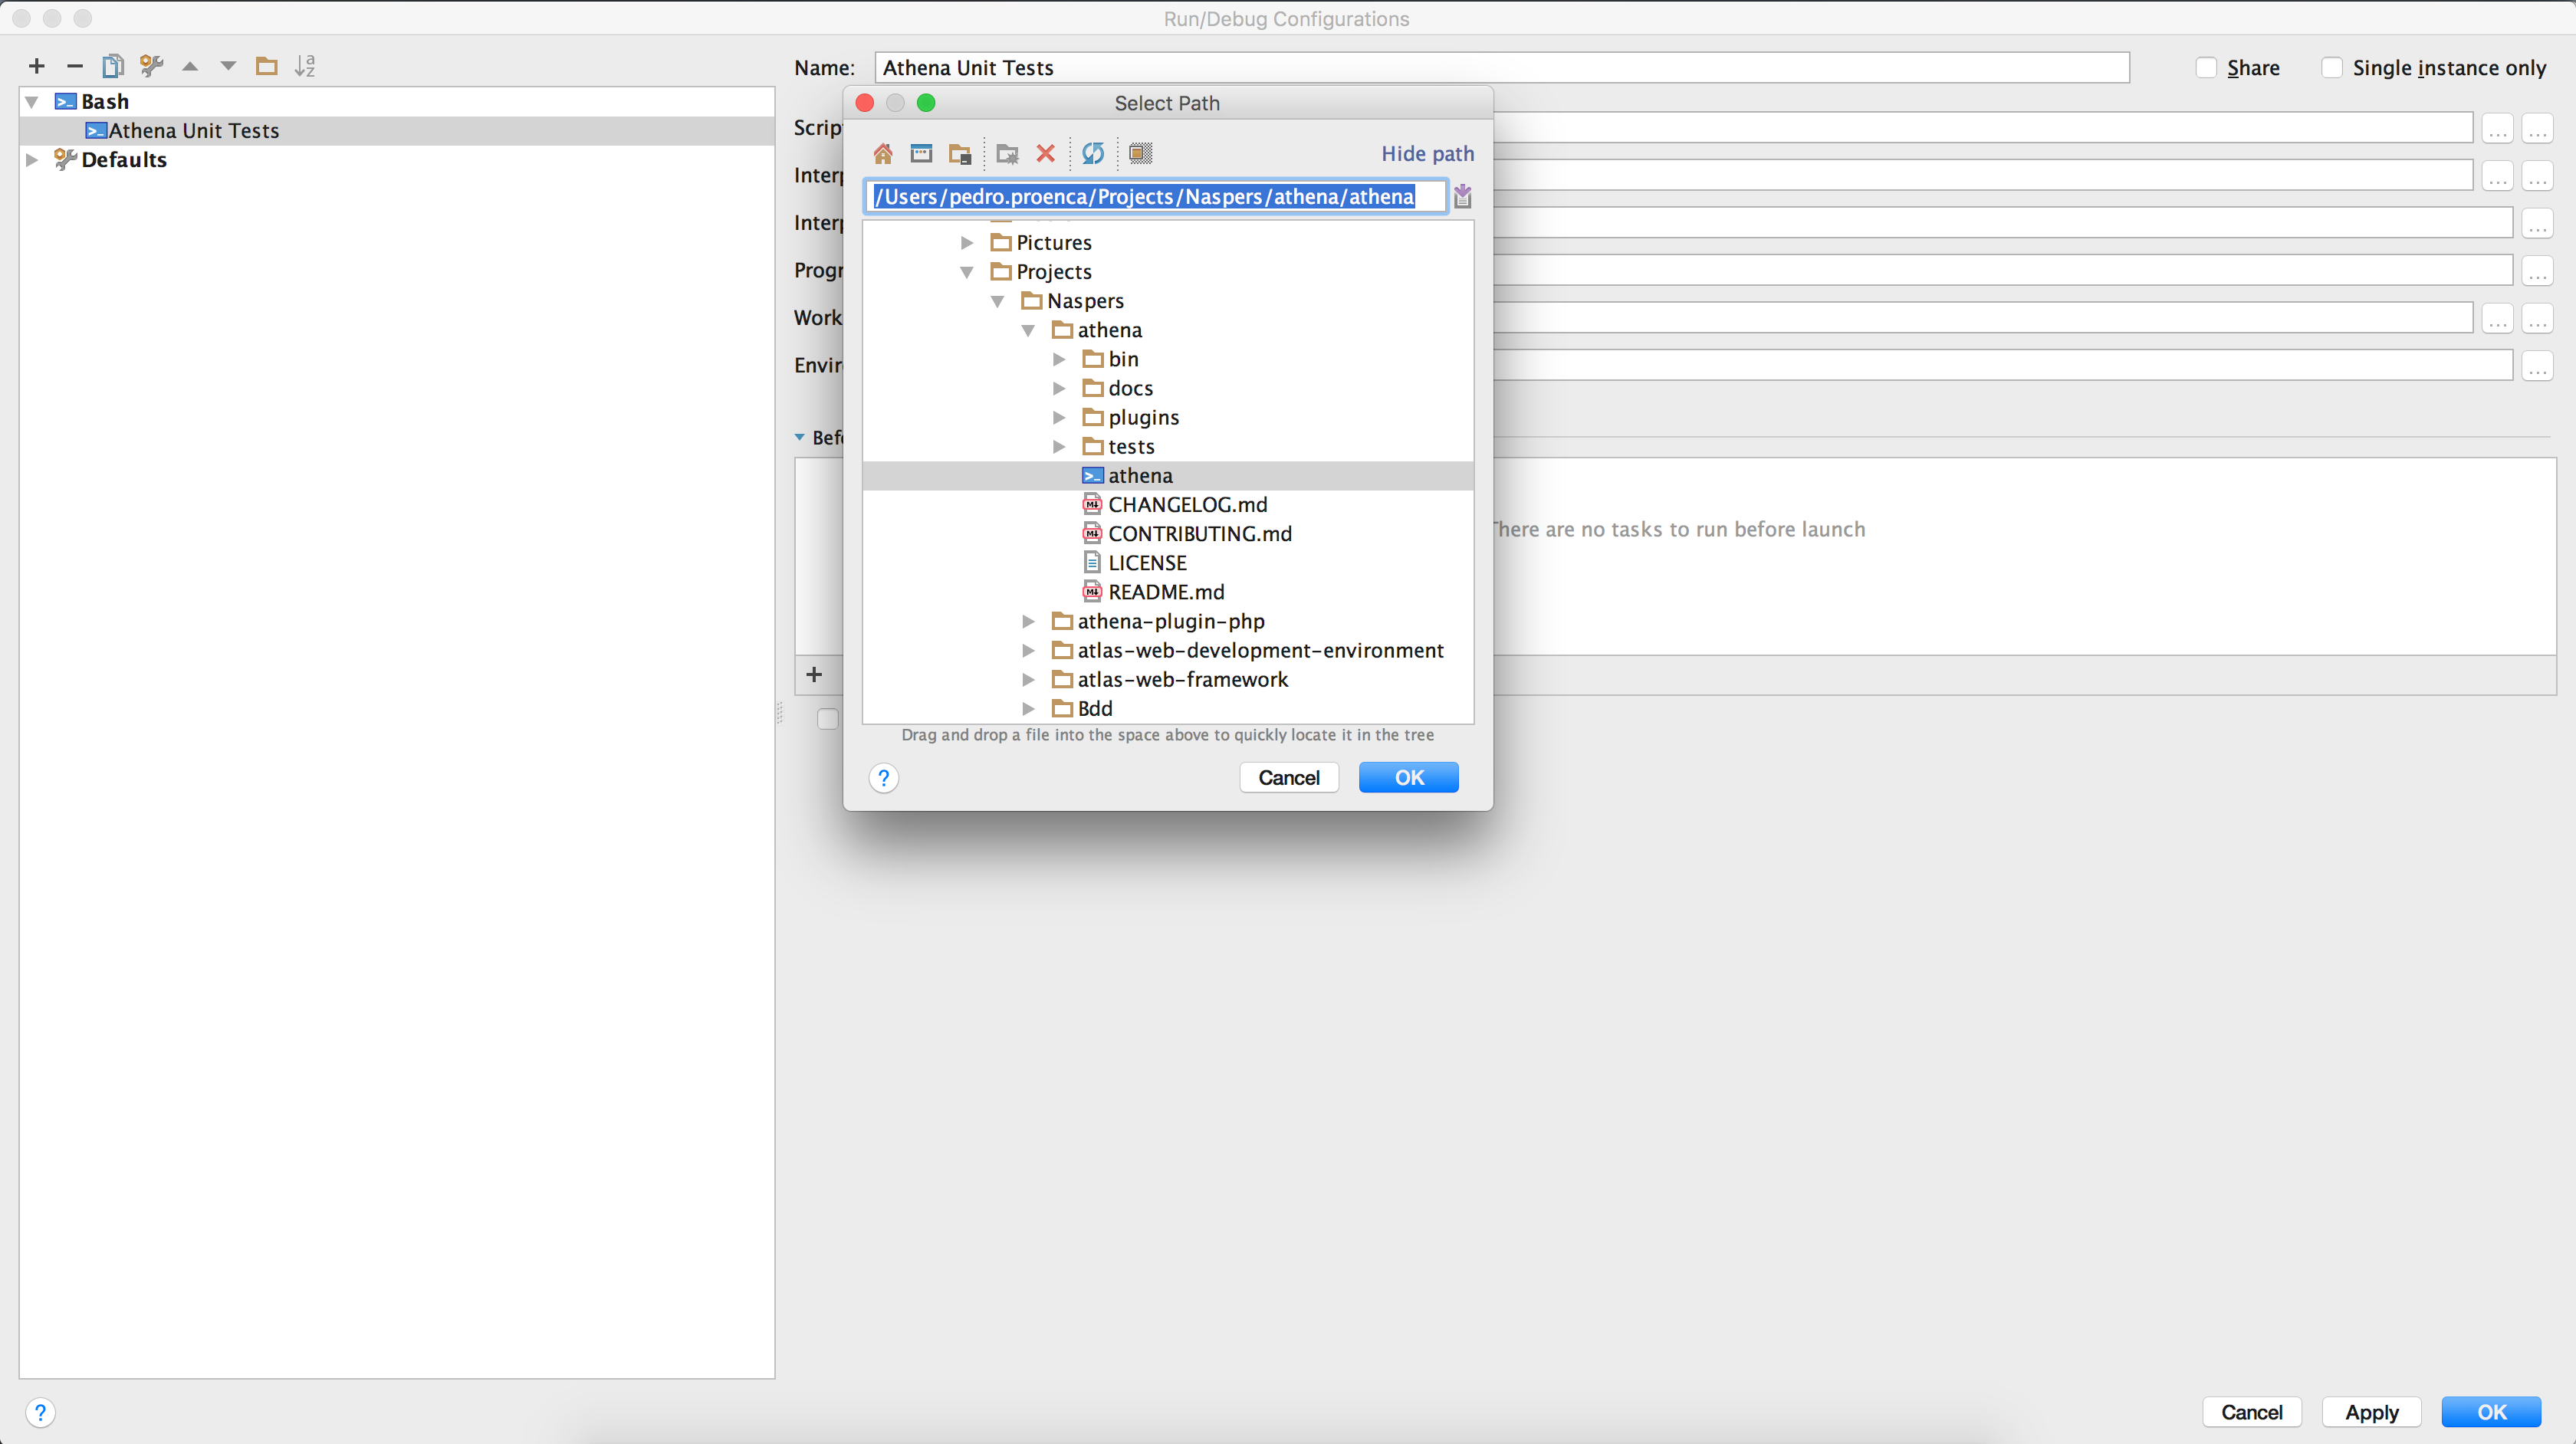 Run/Debug Configurations
Name: Athena Unit Tests
Share
Single instance only
Bash
Athena Unit Tests
Defaults
Select Path
Hide path
/Users/pedro.proenca/Projects/Naspers/athena/athena
Pictures
Projects
Naspers
athena
bin
docs
plugins
tests
athena
CHANGELOG.md
CONTRIBUTING.md
LICENSE
README.md
athena-plugin-php
atlas-web-development-environment
atlas-web-framework
Bdd
Drag and drop a file into the space above to quickly locate it in the tree
? Cancel OK
Scrip
Interp
Interp
Progr
Work
Envir
Befo
There are no tasks to run before launch
? Cancel Apply OK